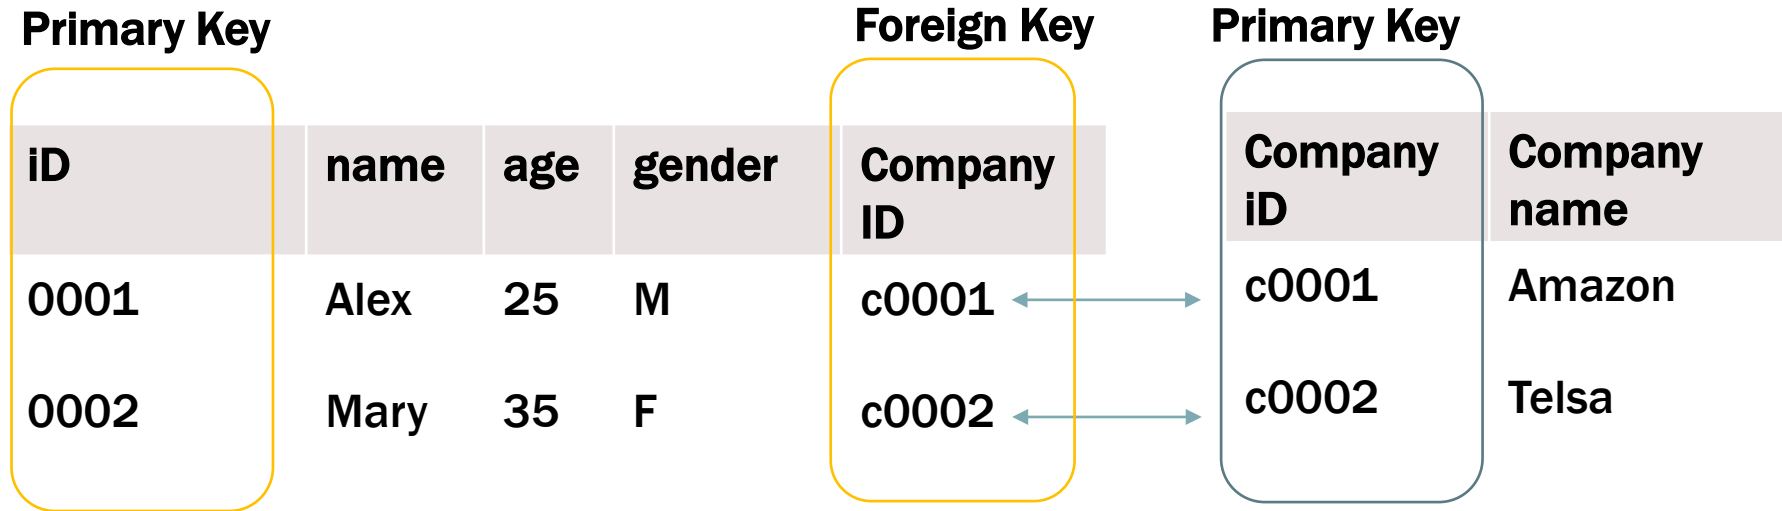 Primary Key
Foreign Key
Primary Key
iD name age gender Company ID
0001 Alex 25 M c0001
0002 Mary 35 F c0002
Company iD Company name
c0001 Amazon
c0002 Telsa